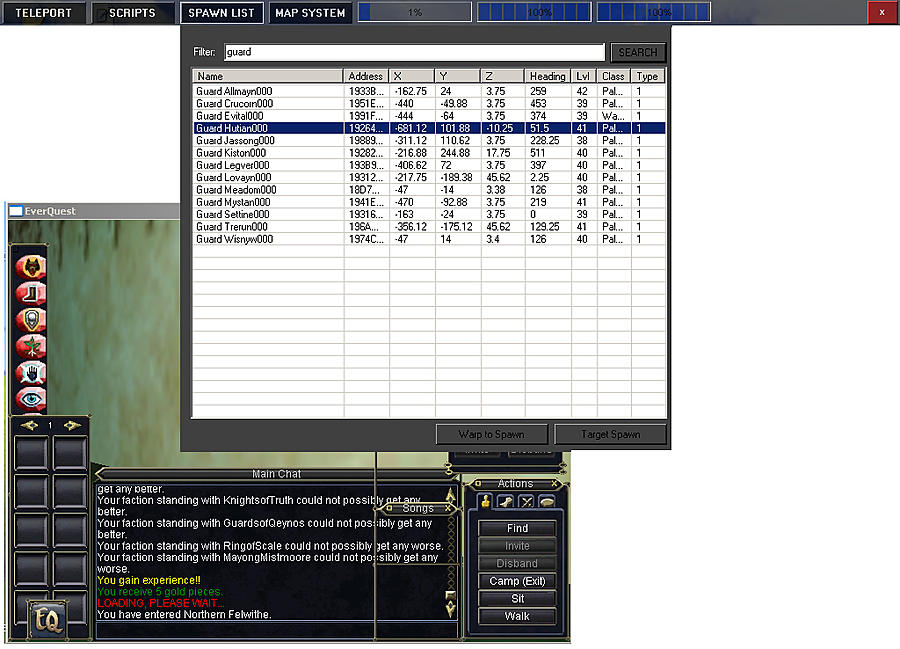 TELEPORT SCRIPTS SPAWN LIST MAP SYSTEM 1% 100% 100% x
Filter: guard SEARCH
Name Address X Y Z Heading Lvl Class Type
Guard Allmayn000 1933B... -162.75 24 3.75 259 42 Pal... 1
Guard Crucoin000 1951E... -440 -49.88 3.75 453 39 Pal... 1
Guard Evital000 1991F... -444 -64 3.75 374 39 Wa... 1
Guard Hutian000 19264... -681.12 101.88 -10.25 51.5 41 Pal... 1
Guard Jassong000 19889... -311.12 110.62 3.75 228.25 38 Pal... 1
Guard Kiston000 19282... -216.88 244.88 17.75 511 40 Pal... 1
Guard Legver000 193B9... -406.62 72 3.75 397 40 Pal... 1
Guard Lovayn000 19312... -217.75 -189.38 45.62 2.25 40 Pal... 1
Guard Meadom000 18D7... -47 -14 3.38 126 38 Pal... 1
Guard Mystan000 1941E... -470 -92.88 3.75 219 41 Pal... 1
Guard Settine000 19316... -163 -24 3.75 0 39 Pal... 1
Guard Trerun000 196A... -356.12 -175.12 45.62 129.25 41 Pal... 1
Guard Wisnyw000 1974C... -47 14 3.4 126 40 Pal... 1
Warp to Spawn Target Spawn
EverQuest
1
EQ
Main Chat
get any better.
Your faction standing with KnightsofTruth could not possibly get any
better.
Your faction standing with GuardsofQeynos could not possibly get any
better.
Your faction standing with RingofScale could not possibly get any worse.
Your faction standing with MayongMistmoore could not possibly get any
worse.
You gain experience!!
You receive 5 gold pieces.
LOADING, PLEASE WAIT...
You have entered Northern Felwithe.
Songs
Actions
Find
Invite
Disband
Camp (Exit)
Sit
Walk